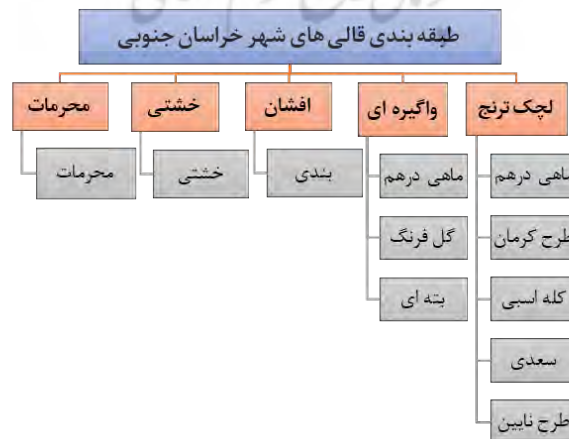 طبقه بندی قالی های شهر خراسان جنوبی
لچک ترنج
واگیره ای
افشان
خشتی
محرمات
ماهی درهم
ماهی درهم
بندی
خشتی
محرمات
طرح کرمان
گل فرنگ
کله اسبی
بته ای
سعدی
طرح نایین